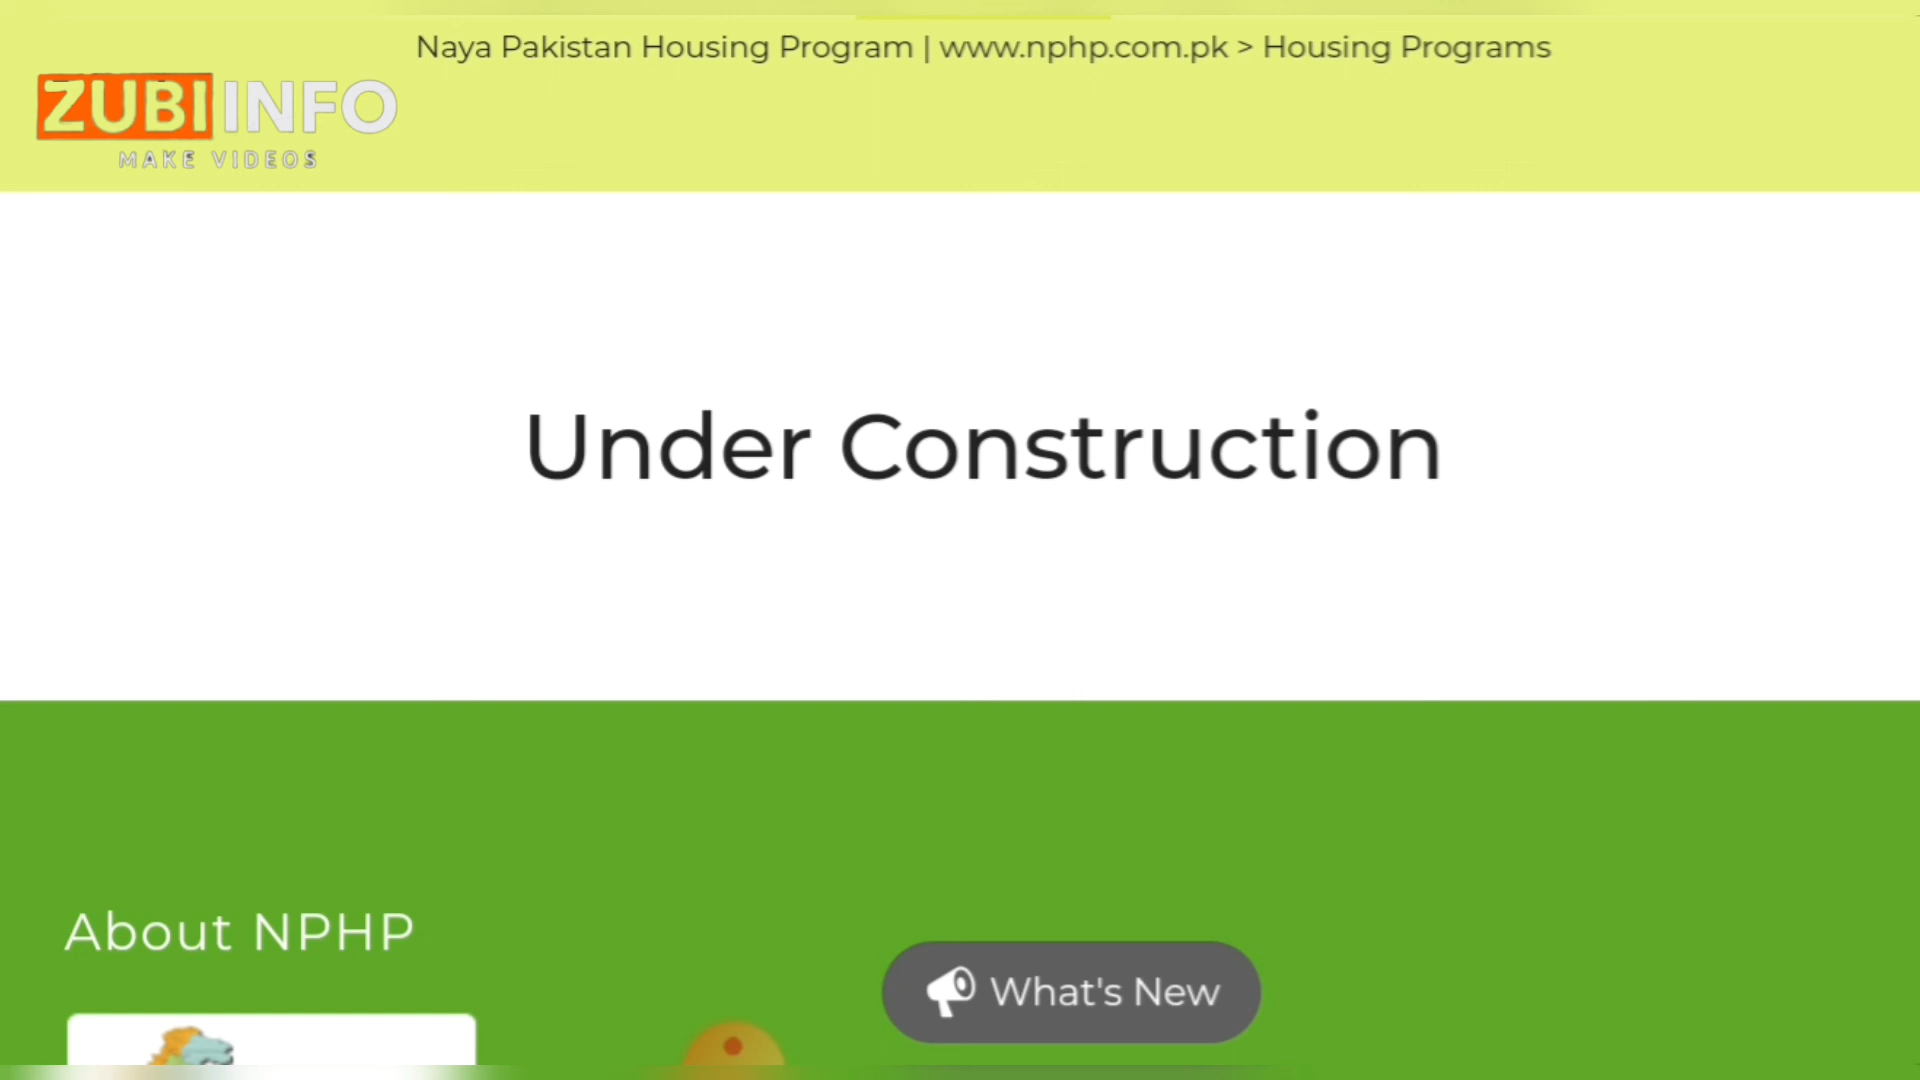 Naya Pakistan Housing Program | www.nphp.com.pk > Housing Programs
ZUBI INFO
MAKE VIDEOS
Under Construction
About NPHP
What's New